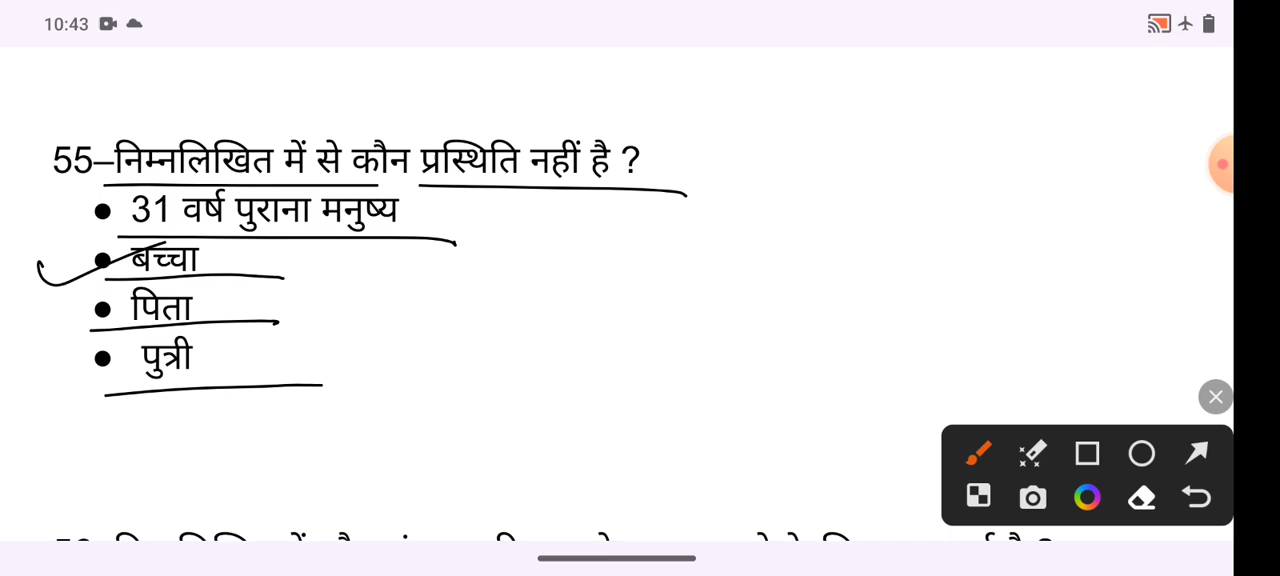 10:43
55–निम्नलिखित में से कौन प्रस्थिति नहीं है ?
● 31 वर्ष पुराना मनुष्य
● बच्चा
● पिता
● पुत्री